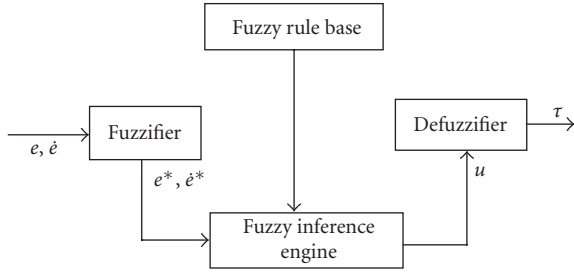 Fuzzy rule base
Fuzzifier
Defuzzifier
τ
e, ė
e*, ė*
u
Fuzzy inference
engine